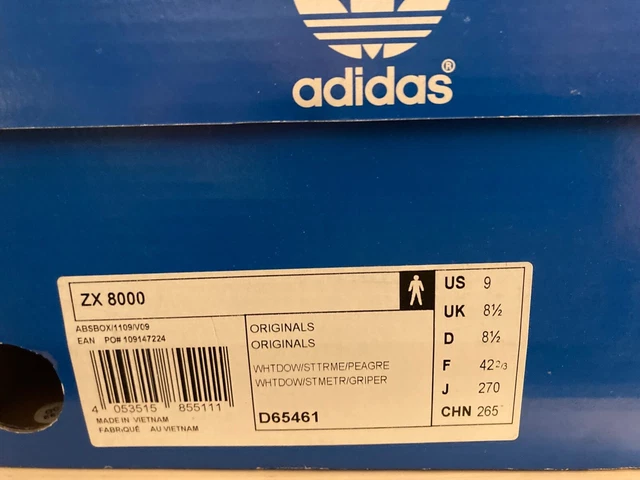 adidas®
ZX 8000
ABSBOX/1109/V09
EAN PO# 109147224
4 053515 855111
MADE IN VIETNAM
FABRIQUÉ AU VIETNAM
ORIGINALS
ORIGINALS
WHTDOW/STTRME/PEAGRE
WHTDOW/STMETR/GRIPER
D65461
US 9
UK 8½
D 8½
F 42 2/3
J 270
CHN 265